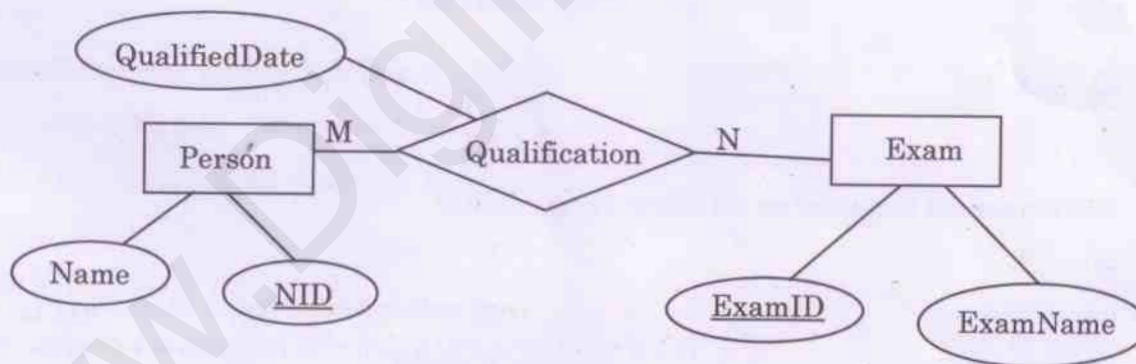 QualifiedDate
Person
M
Qualification
N
Exam
Name
NID
ExamID
ExamName